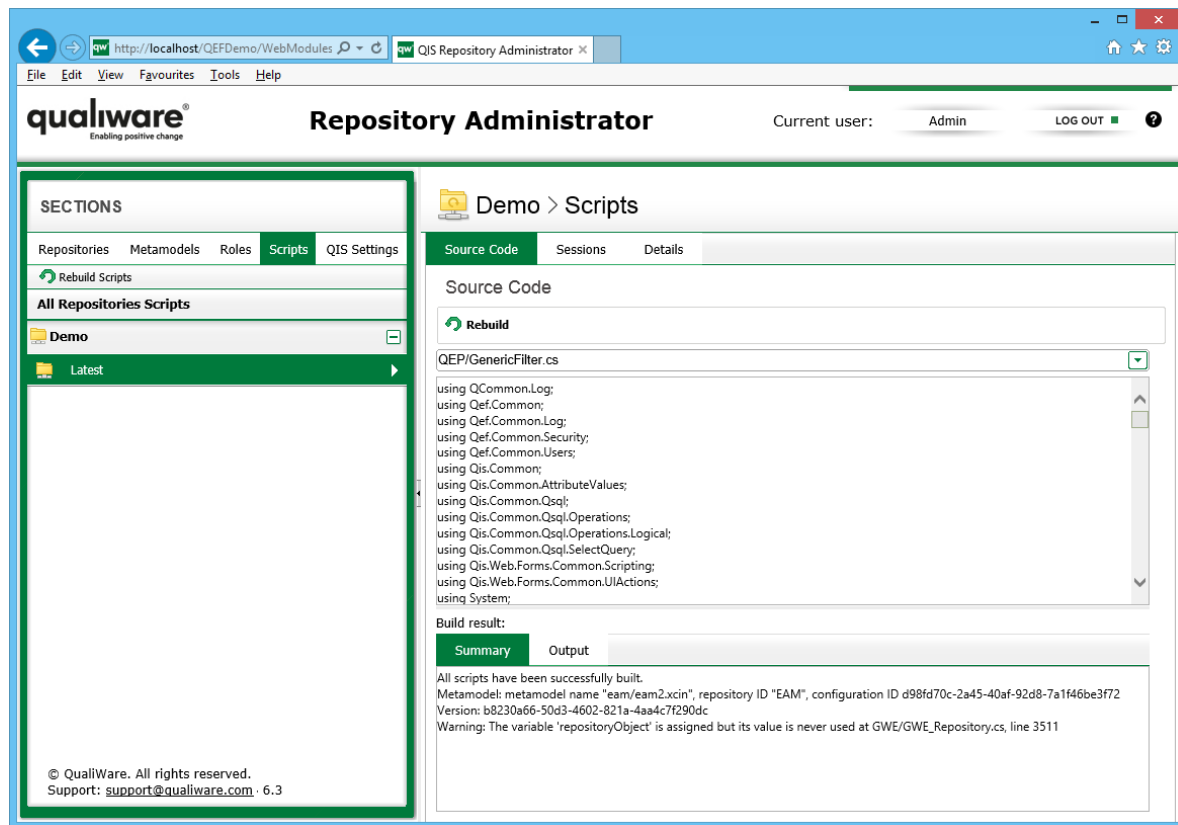 http://localhost/QEFDemo/WebModules
QIS Repository Administrator
File Edit View Favourites Tools Help
qualiware®
Enabling positive change
Repository Administrator
Current user:
Admin
LOG OUT
SECTIONS
Repositories Metamodels Roles Scripts QIS Settings
Rebuild Scripts
All Repositories Scripts
Demo
Latest
© QualiWare. All rights reserved.
Support: support@qualiware.com · 6.3
Demo > Scripts
Source Code Sessions Details
Source Code
Rebuild
QEP/GenericFilter.cs
using QCommon.Log;
using Qef.Common;
using Qef.Common.Log;
using Qef.Common.Security;
using Qef.Common.Users;
using Qis.Common;
using Qis.Common.AttributeValues;
using Qis.Common.Qsql;
using Qis.Common.Qsql.Operations;
using Qis.Common.Qsql.Operations.Logical;
using Qis.Common.Qsql.SelectQuery;
using Qis.Web.Forms.Common.Scripting;
using Qis.Web.Forms.Common.UIActions;
using System;
Build result:
Summary Output
All scripts have been successfully built.
Metamodel: metamodel name "eam/eam2.xcin", repository ID "EAM", configuration ID d98fd70c-2a45-40af-92d8-7a1f46be3f72
Version: b8230a66-50d3-4602-821a-4aa4c7f290dc
Warning: The variable 'repositoryObject' is assigned but its value is never used at GWE/GWE_Repository.cs, line 3511